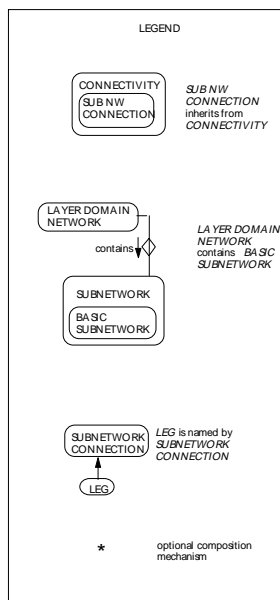 LEGEND
CONNECTIVITY
SUB NW
CONNECTION
SUB NW
CONNECTION
inherits from
CONNECTIVITY
LAYER DOMAIN
NETWORK
contains
SUBNETWORK
BASIC
SUBNETWORK
LAYER DOMAIN
NETWORK
contains BASIC
SUBNETWORK
SUBNETWORK
CONNECTION
LEG
LEG is named by
SUBNETWORK
CONNECTION
*
optional composition
mechanism